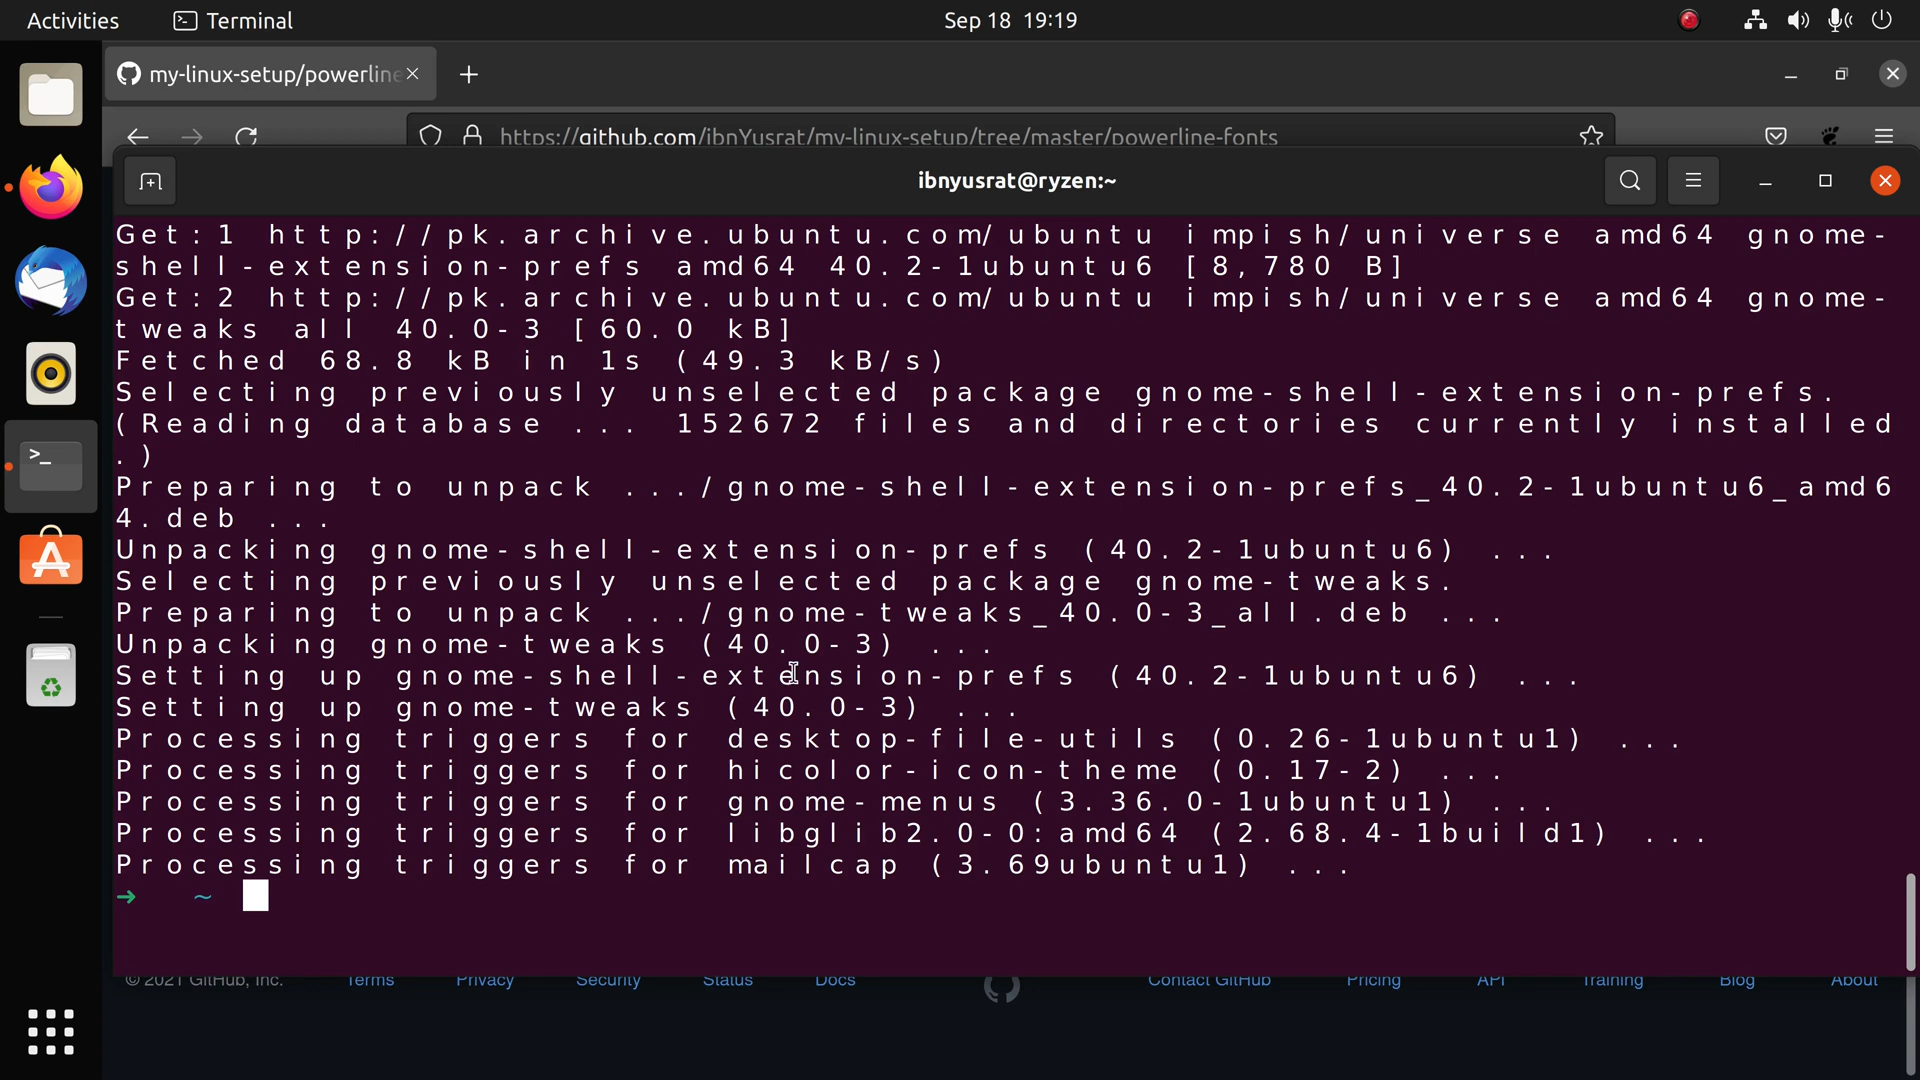 Activities
Terminal
Sep 18 19:19
my-linux-setup/powerline
https://github.com/ibnYusrat/my-linux-setup/tree/master/powerline-fonts
ibnyusrat@ryzen:~
Get:1 http://pk.archive.ubuntu.com/ubuntu impish/universe amd64 gnome-
shell-extension-prefs amd64 40.2-1ubuntu6 [8,780 B]
Get:2 http://pk.archive.ubuntu.com/ubuntu impish/universe amd64 gnome-
tweaks all 40.0-3 [60.0 kB]
Fetched 68.8 kB in 1s (49.3 kB/s)
Selecting previously unselected package gnome-shell-extension-prefs.
(Reading database ... 152672 files and directories currently installed
.)
Preparing to unpack .../gnome-shell-extension-prefs_40.2-1ubuntu6_amd6
4.deb ...
Unpacking gnome-shell-extension-prefs (40.2-1ubuntu6) ...
Selecting previously unselected package gnome-tweaks.
Preparing to unpack .../gnome-tweaks_40.0-3_all.deb ...
Unpacking gnome-tweaks (40.0-3) ...
Setting up gnome-shell-extension-prefs (40.2-1ubuntu6) ...
Setting up gnome-tweaks (40.0-3) ...
Processing triggers for desktop-file-utils (0.26-1ubuntu1) ...
Processing triggers for hicolor-icon-theme (0.17-2) ...
Processing triggers for gnome-menus (3.36.0-1ubuntu1) ...
Processing triggers for libglib2.0-0:amd64 (2.68.4-1build1) ...
Processing triggers for mailcap (3.69ubuntu1) ...
➜ ~
© 2021 GitHub, Inc. Terms Privacy Security Status Docs Contact GitHub Pricing API Training Blog About